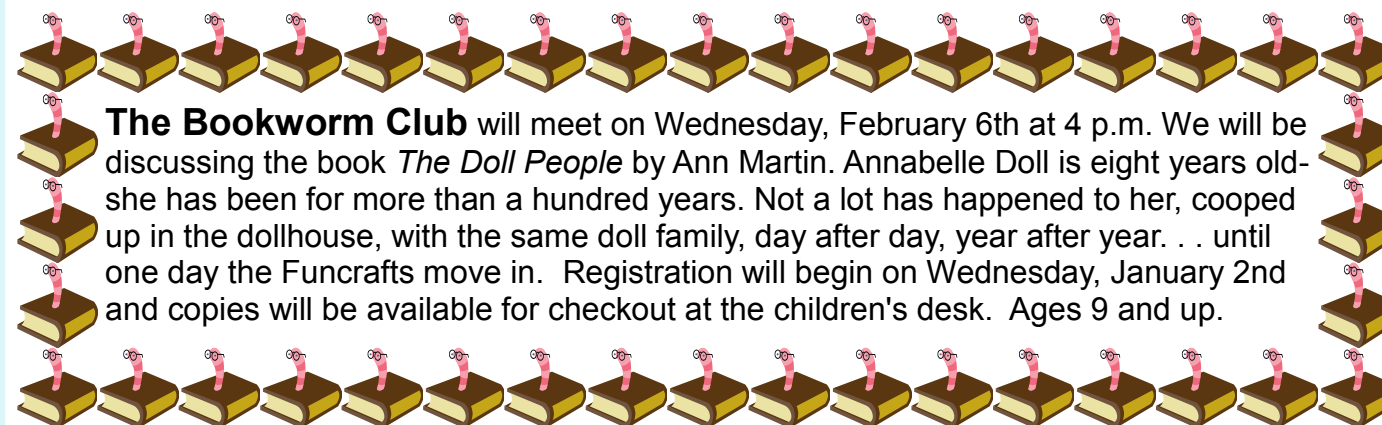 The Bookworm Club will meet on Wednesday, February 6th at 4 p.m. We will be
discussing the book The Doll People by Ann Martin. Annabelle Doll is eight years old-
she has been for more than a hundred years. Not a lot has happened to her, cooped
up in the dollhouse, with the same doll family, day after day, year after year. . . until
one day the Funcrafts move in.  Registration will begin on Wednesday, January 2nd
and copies will be available for checkout at the children's desk.  Ages 9 and up.